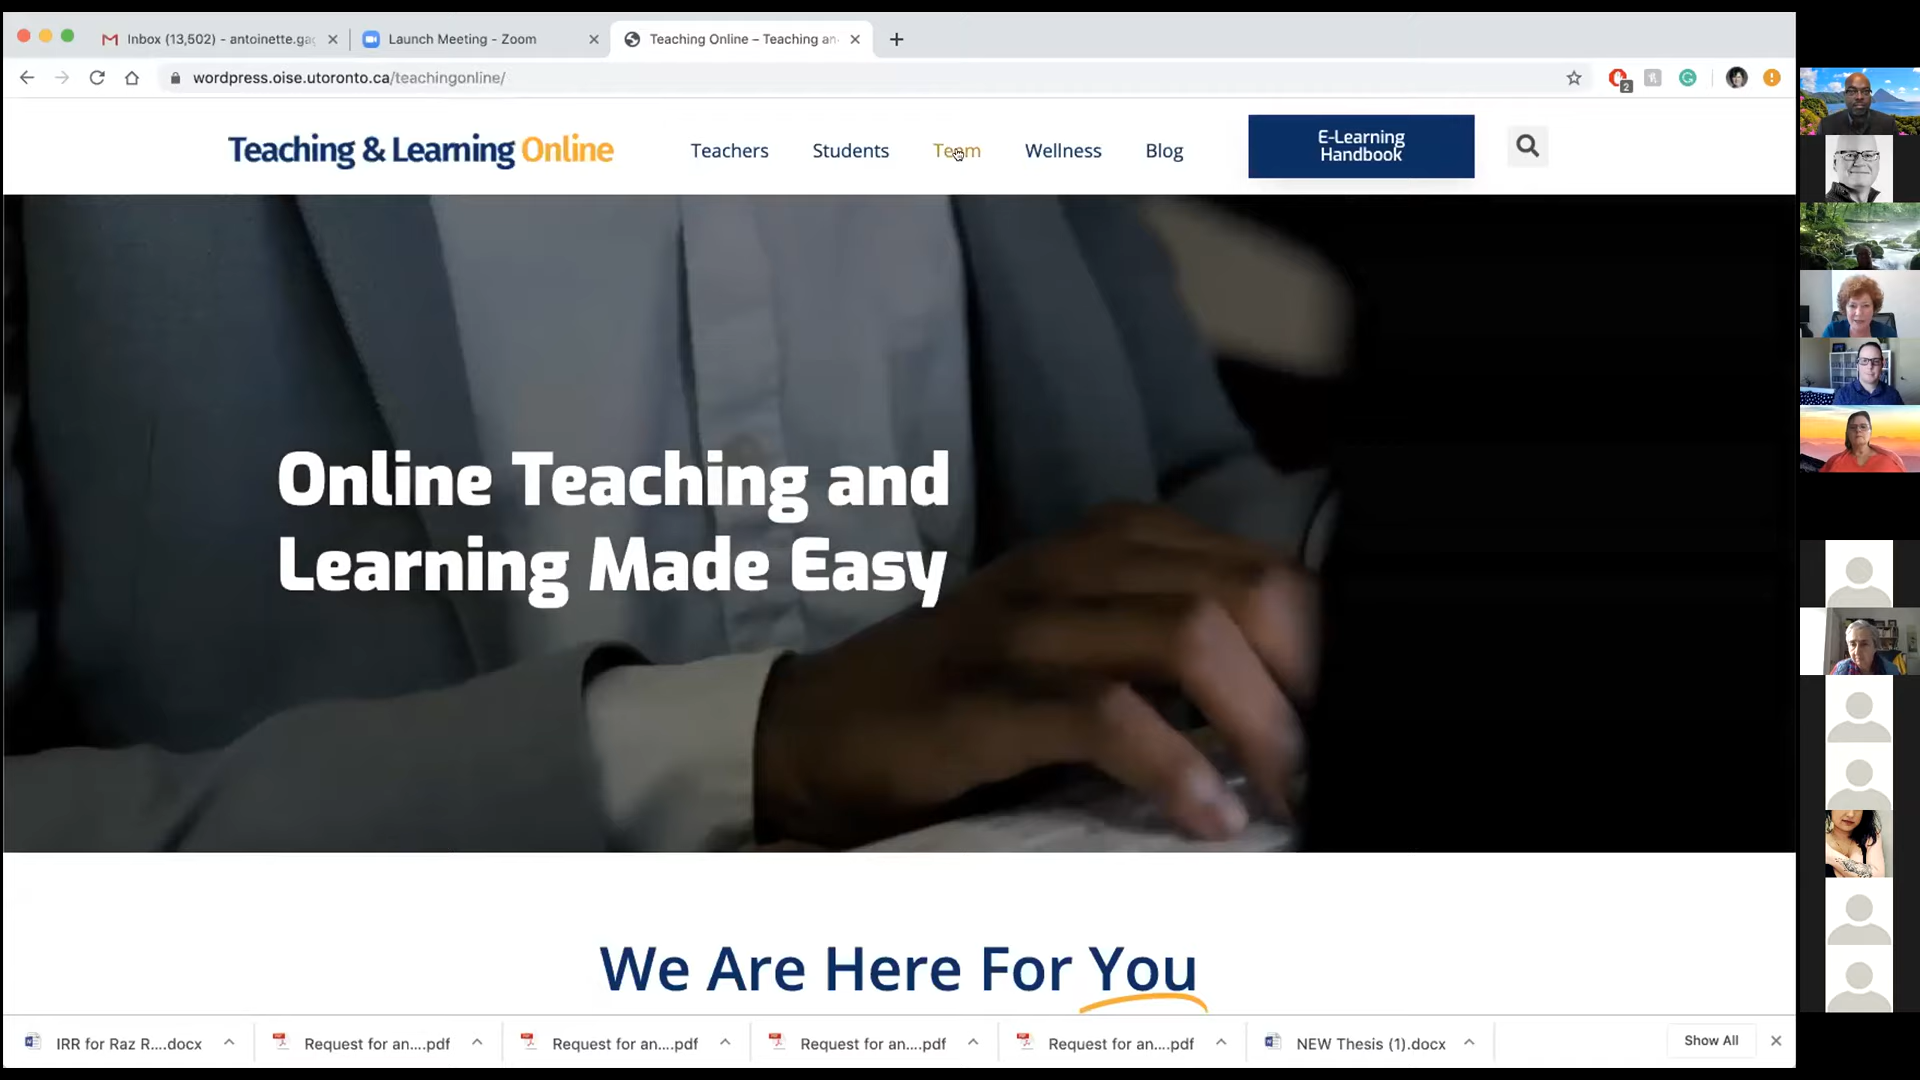 Inbox (13,502) - antoinette.ga
Launch Meeting - Zoom
Teaching Online – Teaching an
wordpress.oise.utoronto.ca/teachingonline/
2
Teaching & Learning Online
Teachers
Students
Team
Wellness
Blog
E-Learning
Handbook
Online Teaching and
Learning Made Easy
We Are Here For You
IRR for Raz R....docx
Request for an....pdf
Request for an....pdf
Request for an....pdf
Request for an....pdf
NEW Thesis (1).docx
Show All